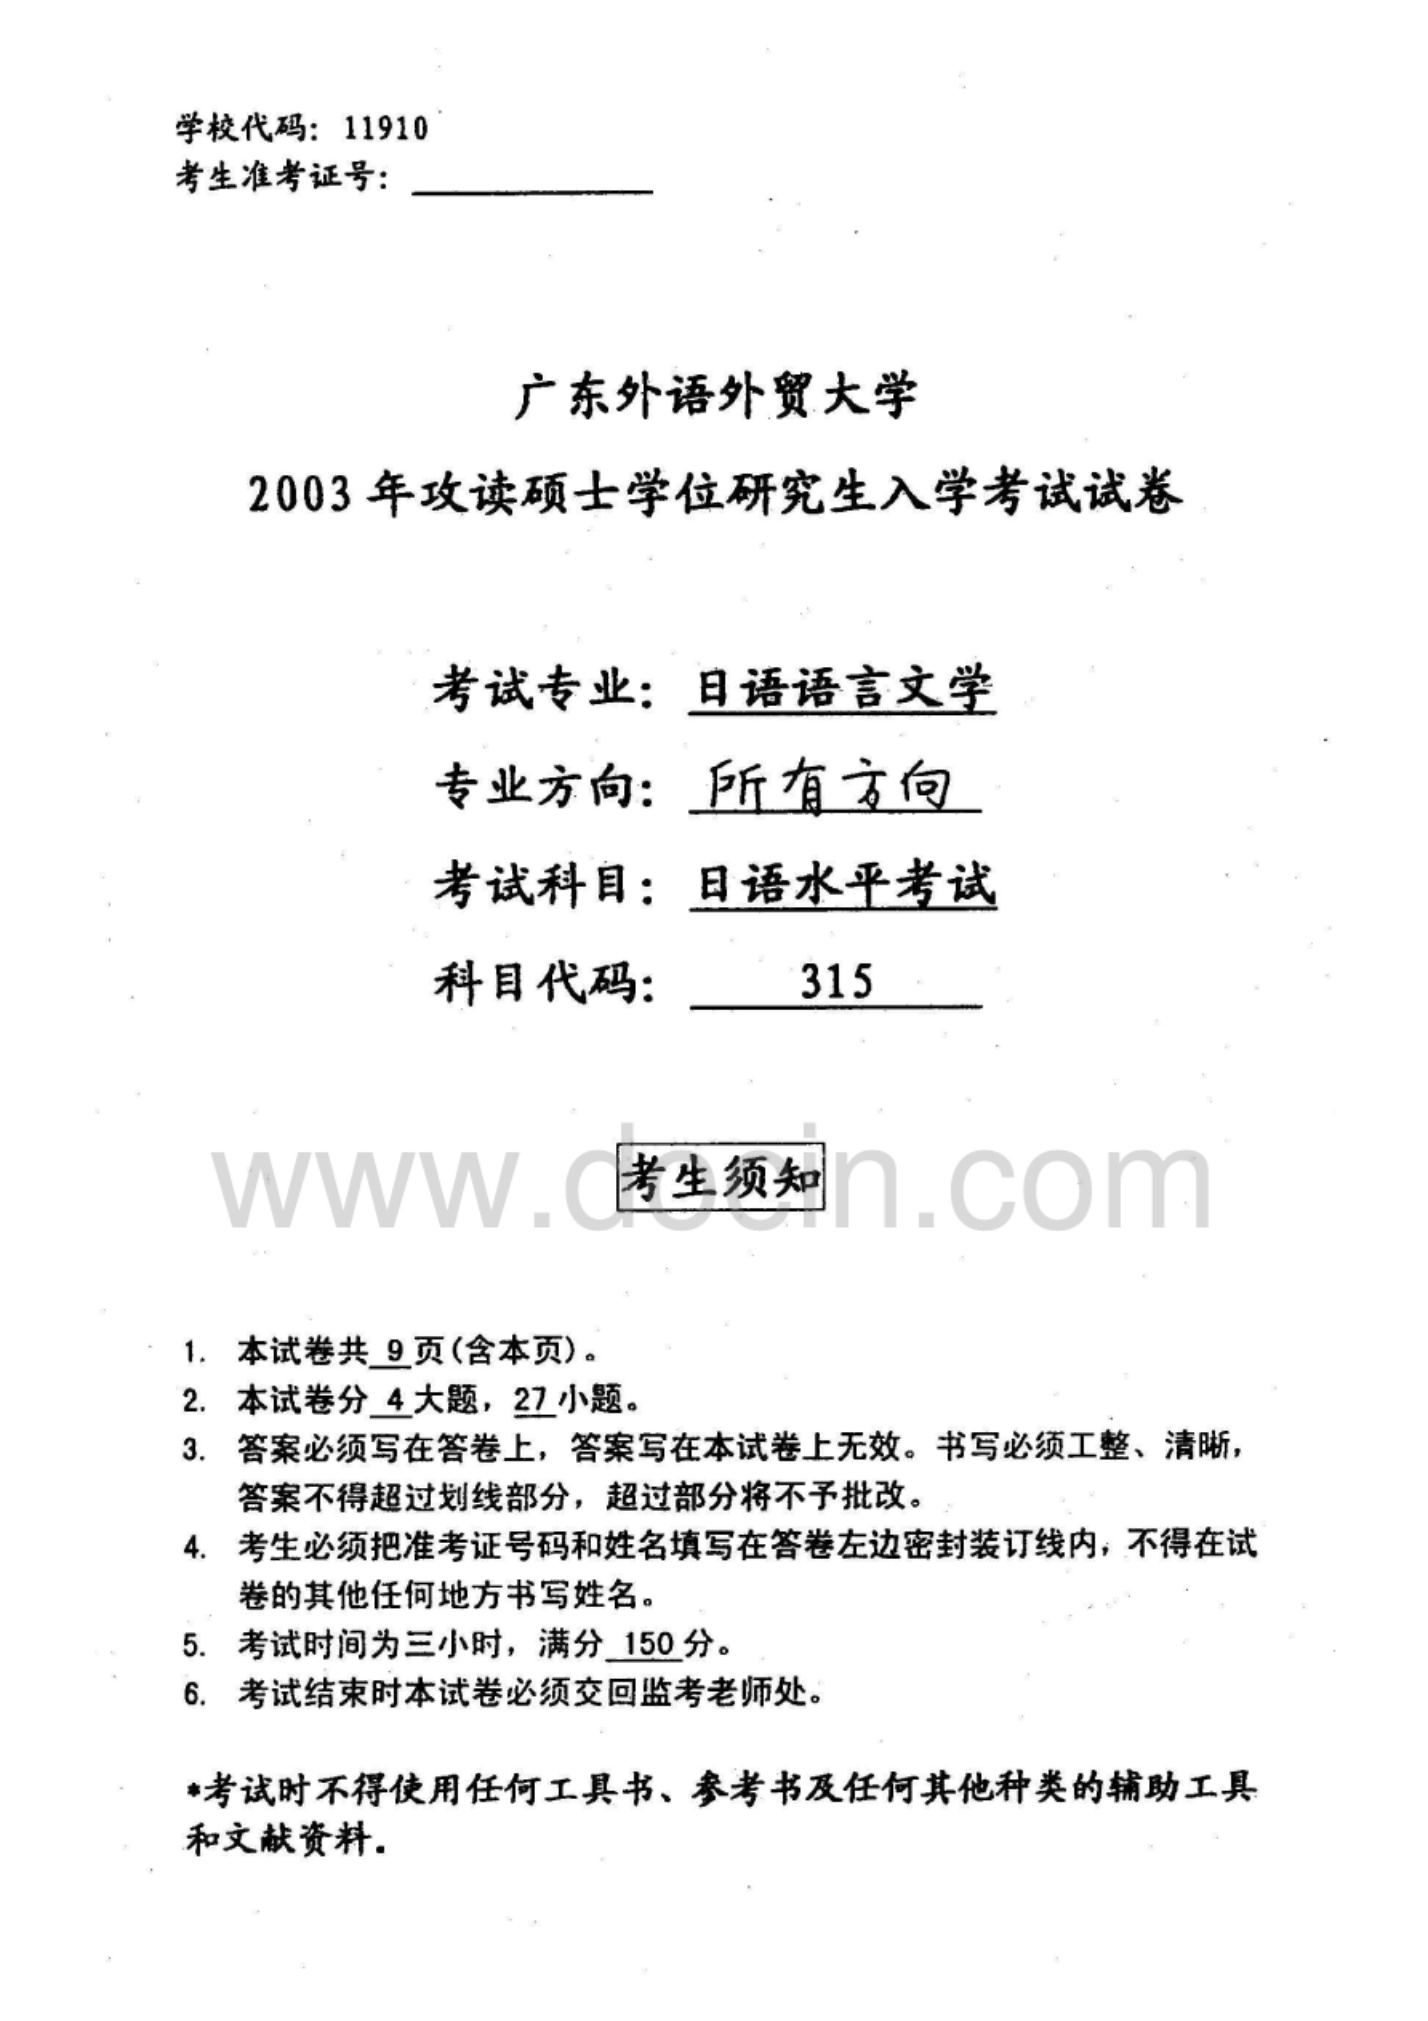 学校代码: 11910
考生准考证号:
广东外语外贸大学
2003年攻读硕士学位研究生入学考试试卷
考试专业: 日语语言文学
专业方向: 所有方向
考试科目: 日语水平考试
科目代码: 315
www.docin.com
考生须知
1. 本试卷共 9 页(含本页)。
2. 本试卷分 4 大题, 27 小题。
3. 答案必须写在答卷上, 答案写在本试卷上无效。书写必须工整、清晰,
答案不得超过划线部分, 超过部分将不予批改。
4. 考生必须把准考证号码和姓名填写在答卷左边密封装订线内, 不得在试
卷的其他任何地方书写姓名。
5. 考试时间为三小时, 满分 150 分。
6. 考试结束时本试卷必须交回监考老师处。
*考试时不得使用任何工具书、参考书及任何其他种类的辅助工具
和文献资料.